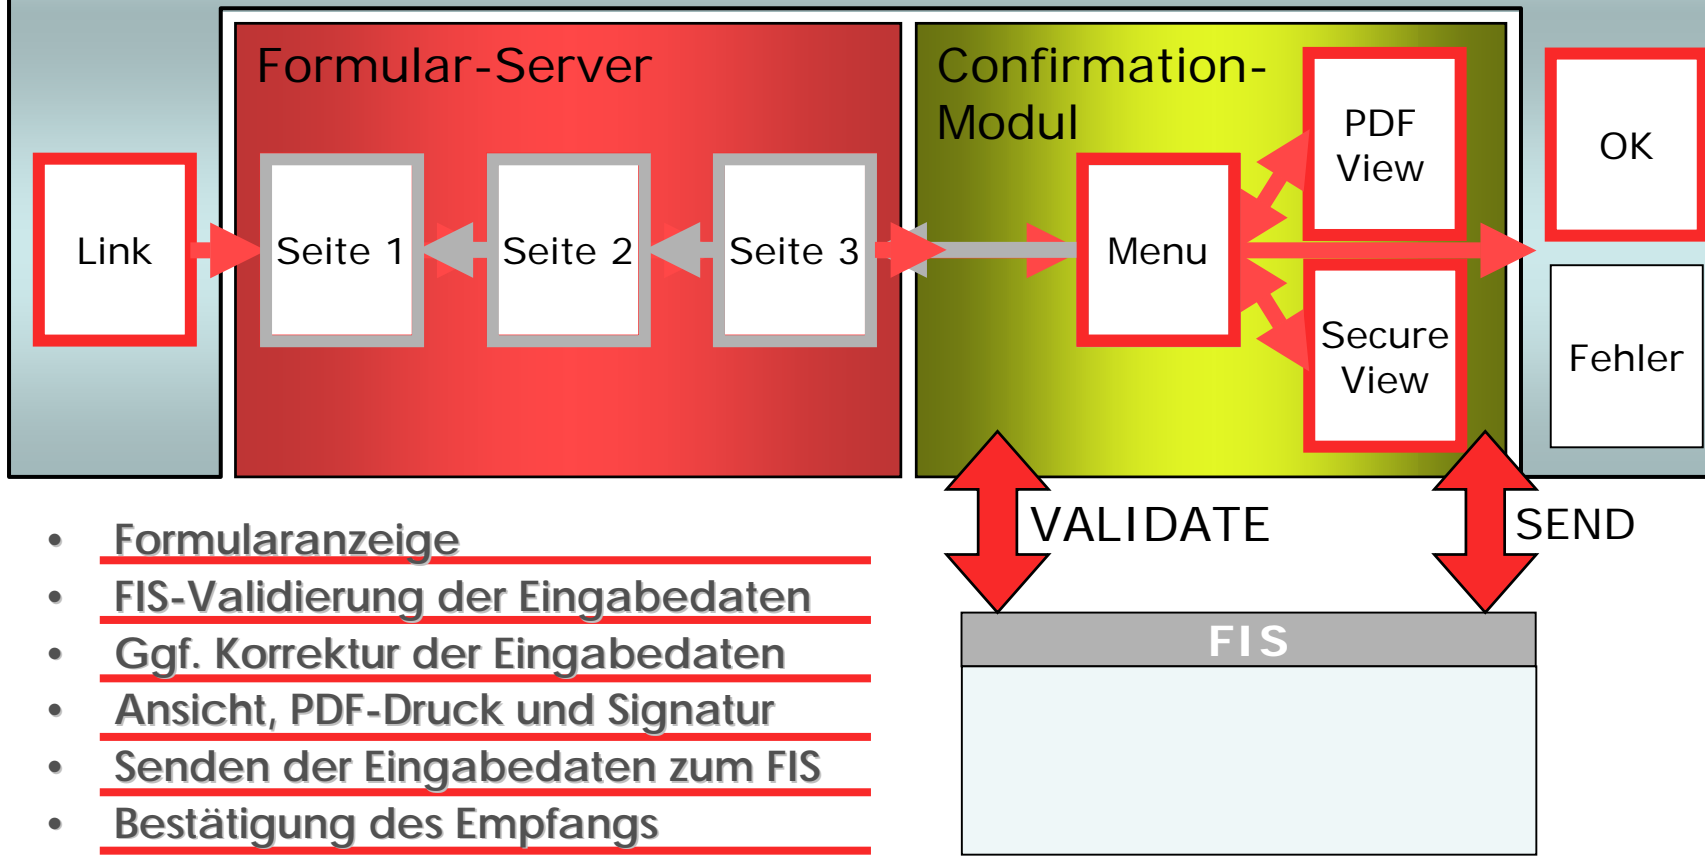 Formular-Server
Confirmation-
Modul
Link
Seite 1
Seite 2
Seite 3
Menu
PDF
View
Secure
View
OK
Fehler
VALIDATE
SEND
FIS
• Formularanzeige
• FIS-Validierung der Eingabedaten
• Ggf. Korrektur der Eingabedaten
• Ansicht, PDF-Druck und Signatur
• Senden der Eingabedaten zum FIS
• Bestätigung des Empfangs